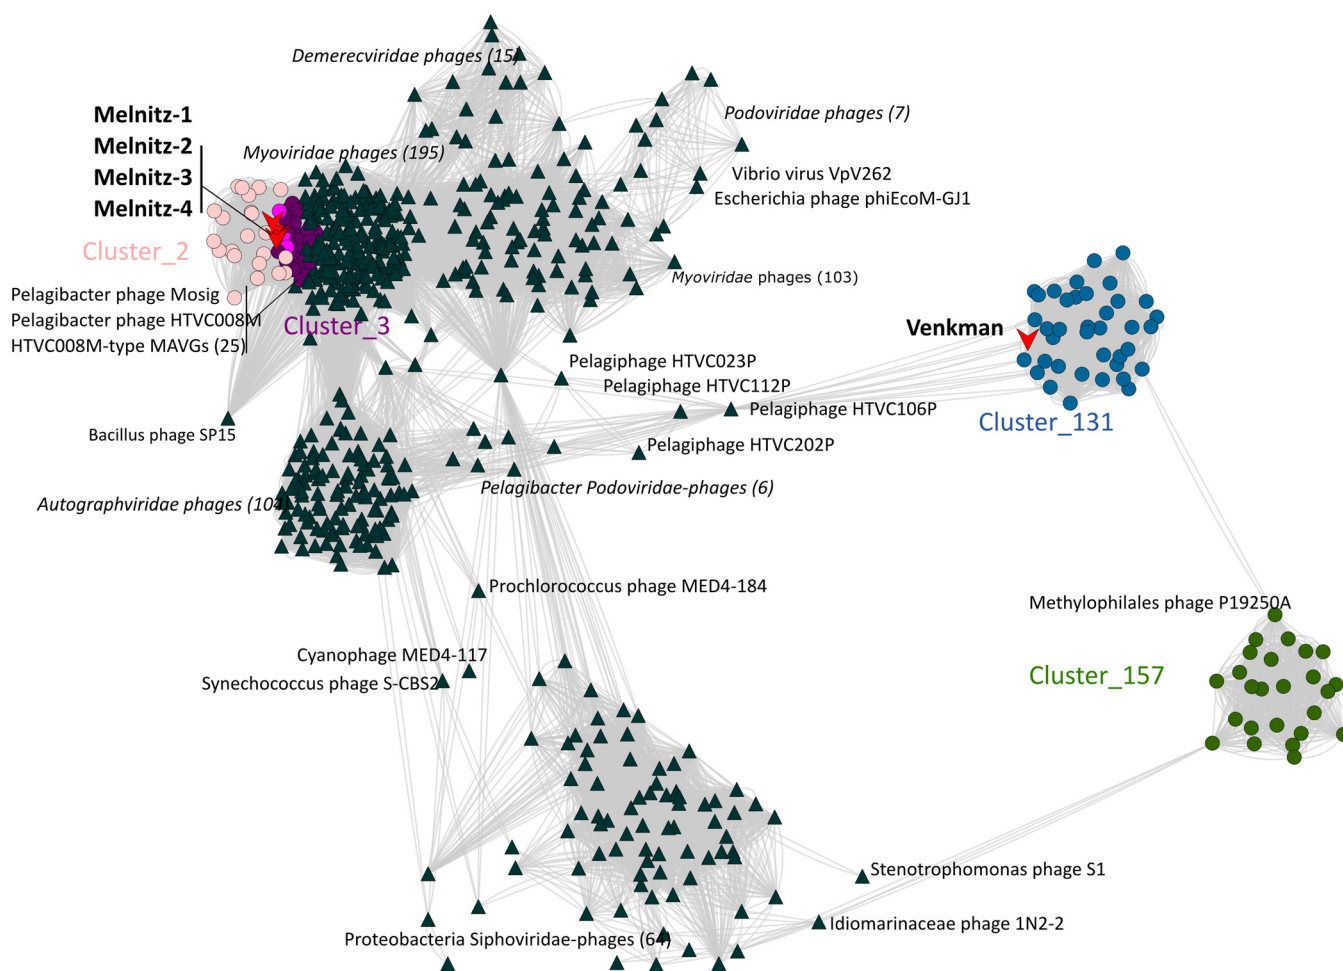 Demerecviridae phages (15)
Melnitz-1
Melnitz-2
Melnitz-3
Melnitz-4
Myoviridae phages (195)
Podoviridae phages (7)
Vibrio virus VpV262
Escherichia phage phiEcoM-GJ1
Cluster_2
Myoviridae phages (103)
Pelagibacter phage Mosig
Pelagibacter phage HTVC008M
HTVC008M-type MAVGs (25)
Cluster_3
Venkman
Pelagiphage HTVC023P
Pelagiphage HTVC112P
Pelagiphage HTVC106P
Cluster_131
Bacillus phage SP15
Pelagiphage HTVC202P
Pelagibacter Podoviridae-phages (6)
Autographviridae phages (104)
Prochlorococcus phage MED4-184
Methylophilales phage P19250A
Cyanophage MED4-117
Synechococcus phage S-CBS2
Cluster_157
Stenotrophomonas phage S1
Idiomarinaceae phage 1N2-2
Proteobacteria Siphoviridae-phages (64)